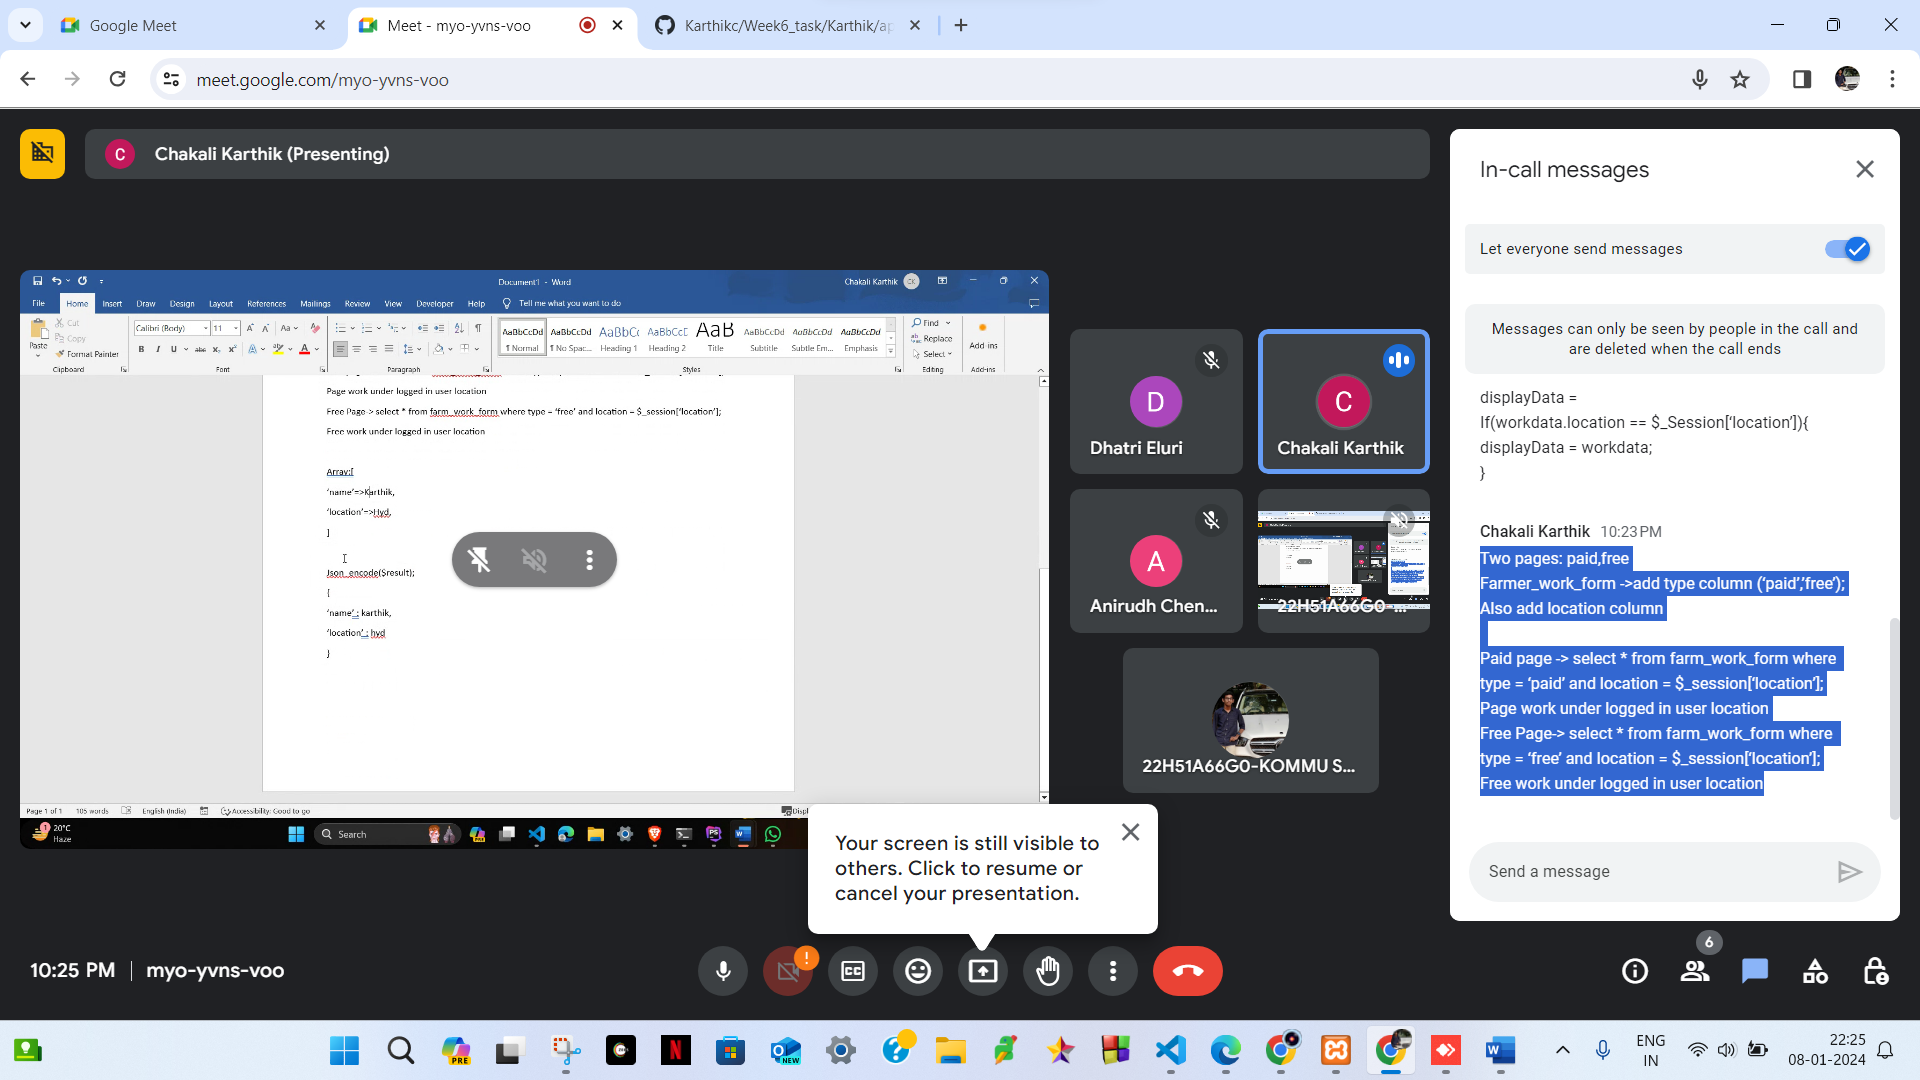 Google Meet
Meet - myo-yvns-voo
Karthikc/Week6_task/Karthik/ap
meet.google.com/myo-yvns-voo
C
Chakali Karthik (Presenting)
Document1 - Word
Chakali Karthik
CK
File Home Insert Draw Design Layout References Mailings Review View Developer Help Tell me what you want to do
Paste
Cut
Copy
Format Painter
Calibri (Body) 11
AaBbCcDd
¶ Normal
AaBbCcDd
¶ No Spac...
AaBbCc
Heading 1
AaBbCcE
Heading 2
AaB
Title
AaBbCcDd
Subtitle
AaBbCcDd
Subtle Em...
AaBbCcDd
Emphasis
Find
Replace
Select
Add-ins
Clipboard Font Paragraph Styles Editing Add-ins
Page work under logged in user location
Free Page-> select * from farm_work_form where type = ‘free’ and location = $_session[‘location’];
Free work under logged in user location
Array:[
‘name’=>Karthik,
‘location’=>Hyd,
]
Json_encode($result);
{
‘name’ : karthik,
‘location’ : hyd
}
Page 1 of 1 105 words English (India) Accessibility: Good to go
20°C
Haze
Search
D
Dhatri Eluri
C
Chakali Karthik
A
Anirudh Chen...
22H51A66G0-...
22H51A66G0-KOMMU S...
In-call messages
Let everyone send messages
Messages can only be seen by people in the call and
are deleted when the call ends
displayData =
If(workdata.location == $_Session[‘location’]){
displayData = workdata;
}
Chakali Karthik 10:23 PM
Two pages: paid,free
Farmer_work_form ->add type column (‘paid’,’free’);
Also add location column
Paid page -> select * from farm_work_form where
type = ‘paid’ and location = $_session[‘location’];
Page work under logged in user location
Free Page-> select * from farm_work_form where
type = ‘free’ and location = $_session[‘location’];
Free work under logged in user location
Send a message
Your screen is still visible to
others. Click to resume or
cancel your presentation.
10:25 PM | myo-yvns-voo
6
PRE
NEW
ENG
IN
22:25
08-01-2024